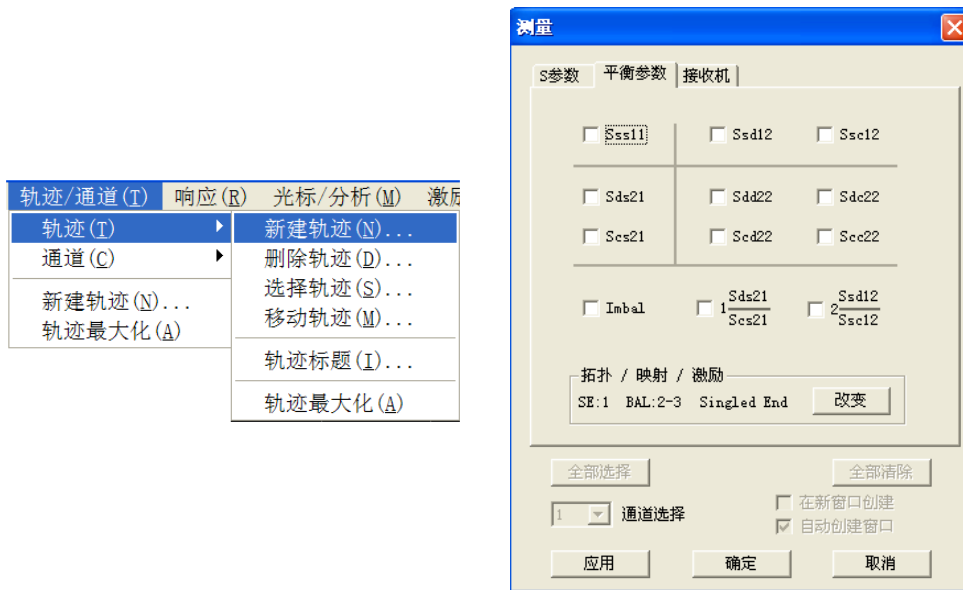 轨迹/通道(T) 响应(R) 光标/分析(M) 激励
轨迹(T)
通道(C)
新建轨迹(N)...
轨迹最大化(A)
新建轨迹(N)...
删除轨迹(D)...
选择轨迹(S)...
移动轨迹(M)...
轨迹标题(I)...
轨迹最大化(A)
测量
S参数 平衡参数 接收机
Sss11 Ssd12 Ssc12
Sds21 Sdd22 Sdc22
Scs21 Scd22 Scc22
Imbal 1 Sds21 2 Ssd12
Scs21 Ssc12
拓扑 / 映射 / 激励
SE:1 BAL:2-3 Singled End 改变
全部选择 全部清除
1 通道选择 在新窗口创建
自动创建窗口
应用 确定 取消